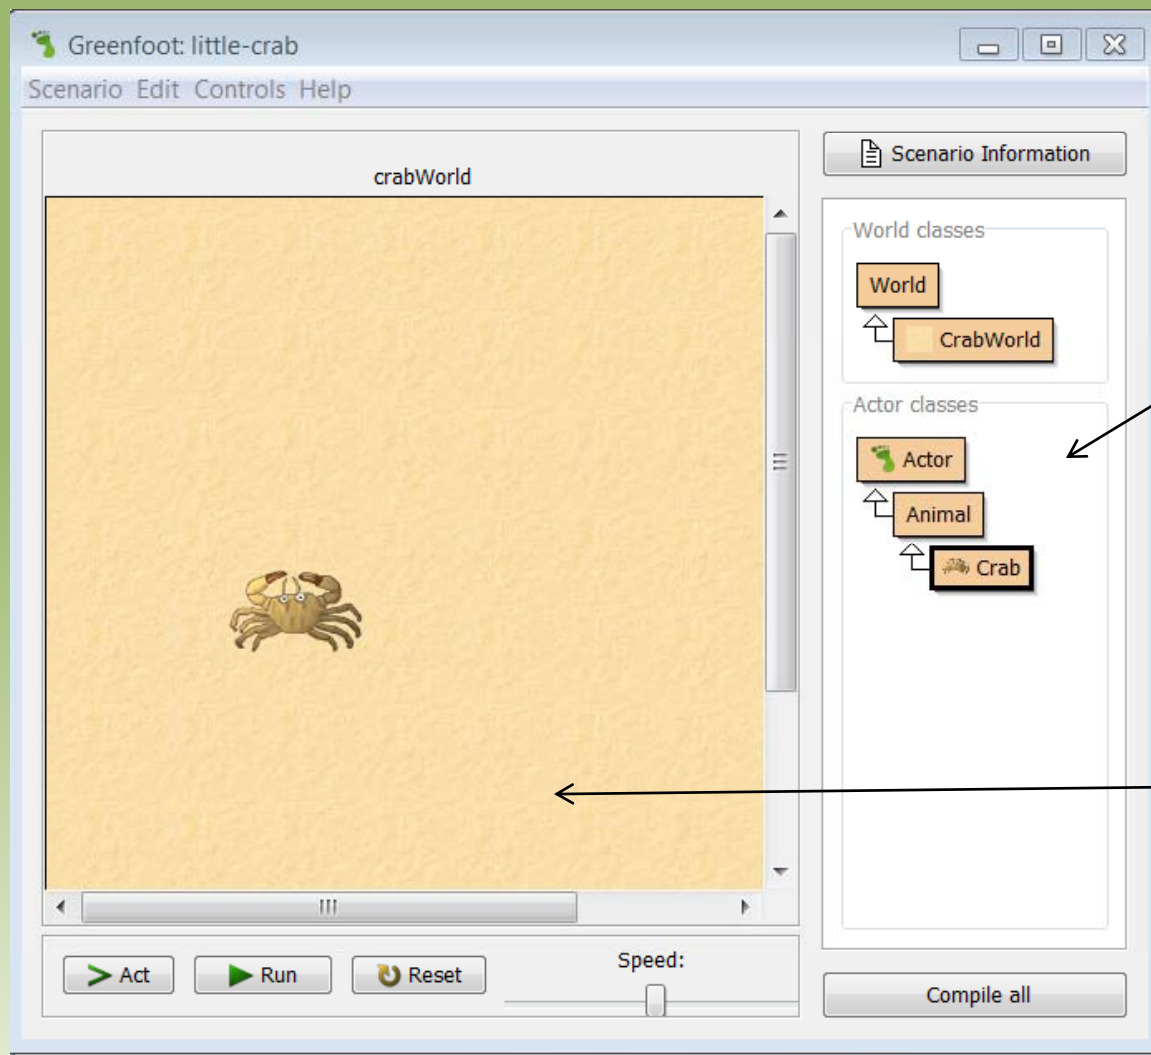 Greenfoot: little-crab
Scenario Edit Controls Help
crabWorld
Scenario Information
World classes
World
CrabWorld
Actor classes
Actor
Animal
Crab
Act
Run
Reset
Speed:
Compile all